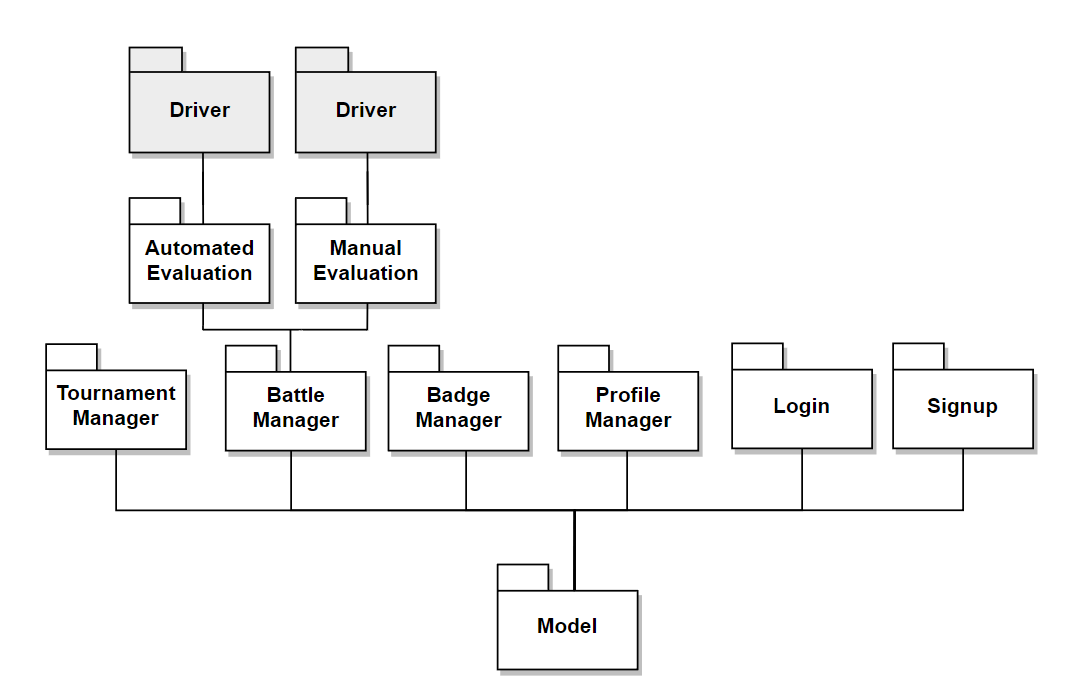 Driver
Driver
Automated
Evaluation
Manual
Evaluation
Tournament
Manager
Battle
Manager
Badge
Manager
Profile
Manager
Login
Signup
Model